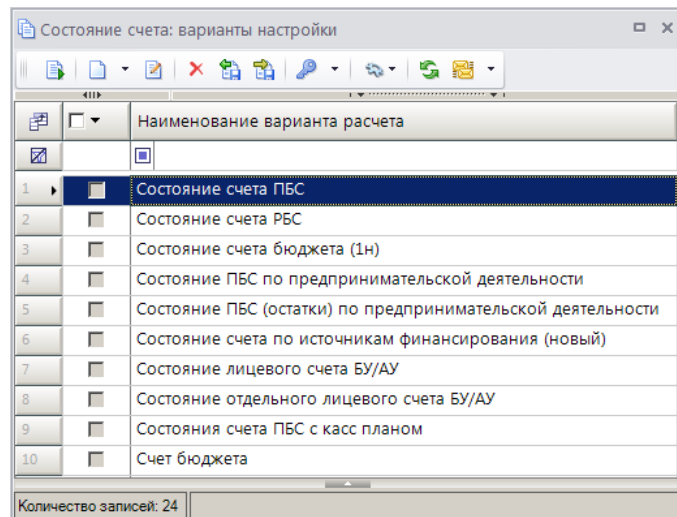 Состояние счета: варианты настройки
Наименование варианта расчета
1 Состояние счета ПБС
2 Состояние счета РБС
3 Состояние счета бюджета (1н)
4 Состояние ПБС по предпринимательской деятельности
5 Состояние ПБС (остатки) по предпринимательской деятельности
6 Состояние счета по источникам финансирования (новый)
7 Состояние лицевого счета БУ/АУ
8 Состояние отдельного лицевого счета БУ/АУ
9 Состояния счета ПБС с касс планом
10 Счет бюджета
Количество записей: 24